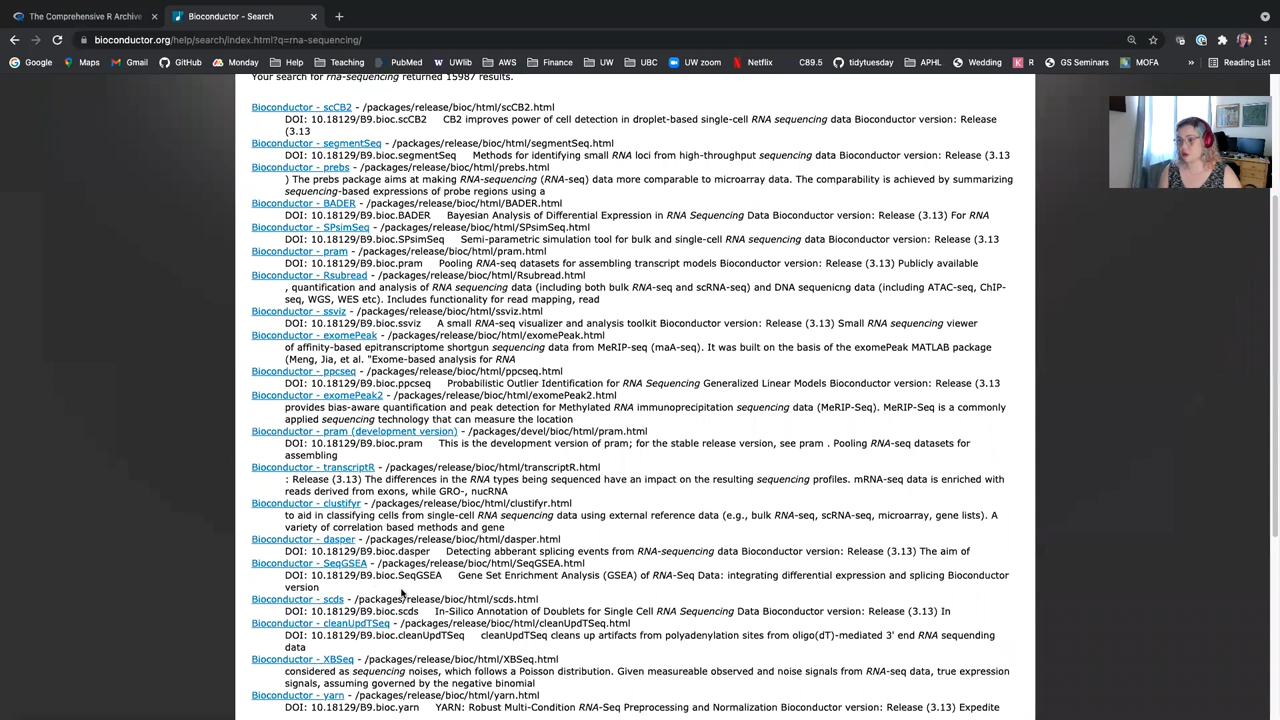 The Comprehensive R Archive
Bioconductor - Search
bioconductor.org/help/search/index.html?q=rna-sequencing/
Google Maps Gmail GitHub Monday Help Teaching PubMed UWlib AWS Finance UW UBC UW zoom Netflix C89.5 tidytuesday APHL Wedding R GS Seminars MOFA » Reading List
Your search for rna-sequencing returned 15987 results.
Bioconductor - scCB2 - /packages/release/bioc/html/scCB2.html
DOI: 10.18129/B9.bioc.scCB2 CB2 improves power of cell detection in droplet-based single-cell RNA sequencing data Bioconductor version: Release
(3.13
Bioconductor - segmentSeq - /packages/release/bioc/html/segmentSeq.html
DOI: 10.18129/B9.bioc.segmentSeq Methods for identifying small RNA loci from high-throughput sequencing data Bioconductor version: Release (3.13
Bioconductor - prebs - /packages/release/bioc/html/prebs.html
) The prebs package aims at making RNA-sequencing (RNA-seq) data more comparable to microarray data. The comparability is achieved by summarizing
sequencing-based expressions of probe regions using a
Bioconductor - BADER - /packages/release/bioc/html/BADER.html
DOI: 10.18129/B9.bioc.BADER Bayesian Analysis of Differential Expression in RNA Sequencing Data Bioconductor version: Release (3.13) For RNA
Bioconductor - SPsimSeq - /packages/release/bioc/html/SPsimSeq.html
DOI: 10.18129/B9.bioc.SPsimSeq Semi-parametric simulation tool for bulk and single-cell RNA sequencing data Bioconductor version: Release (3.13
Bioconductor - pram - /packages/release/bioc/html/pram.html
DOI: 10.18129/B9.bioc.pram Pooling RNA-seq datasets for assembling transcript models Bioconductor version: Release (3.13) Publicly available
Bioconductor - Rsubread - /packages/release/bioc/html/Rsubread.html
, quantification and analysis of RNA sequencing data (including both bulk RNA-seq and scRNA-seq) and DNA sequenicng data (including ATAC-seq, ChIP-
seq, WGS, WES etc). Includes functionality for read mapping, read
Bioconductor - ssviz - /packages/release/bioc/html/ssviz.html
DOI: 10.18129/B9.bioc.ssviz A small RNA-seq visualizer and analysis toolkit Bioconductor version: Release (3.13) Small RNA sequencing viewer
Bioconductor - exomePeak - /packages/release/bioc/html/exomePeak.html
of affinity-based epitranscriptome shortgun sequencing data from MeRIP-seq (maA-seq). It was built on the basis of the exomePeak MATLAB package
(Meng, Jia, et al. "Exome-based analysis for RNA
Bioconductor - ppcseq - /packages/release/bioc/html/ppcseq.html
DOI: 10.18129/B9.bioc.ppcseq Probabilistic Outlier Identification for RNA Sequencing Generalized Linear Models Bioconductor version: Release (3.13
Bioconductor - exomePeak2 - /packages/release/bioc/html/exomePeak2.html
provides bias-aware quantification and peak detection for Methylated RNA immunoprecipitation sequencing data (MeRIP-Seq). MeRIP-Seq is a commonly
applied sequencing technology that can measure the location
Bioconductor - pram (development version) - /packages/devel/bioc/html/pram.html
DOI: 10.18129/B9.bioc.pram This is the development version of pram; for the stable release version, see pram . Pooling RNA-seq datasets for
assembling
Bioconductor - transcriptR - /packages/release/bioc/html/transcriptR.html
: Release (3.13) The differences in the RNA types being sequenced have an impact on the resulting sequencing profiles. mRNA-seq data is enriched with
reads derived from exons, while GRO-, nucRNA
Bioconductor - clustifyr - /packages/release/bioc/html/clustifyr.html
to aid in classifying cells from single-cell RNA sequencing data using external reference data (e.g., bulk RNA-seq, scRNA-seq, microarray, gene lists). A
variety of correlation based methods and gene
Bioconductor - dasper - /packages/release/bioc/html/dasper.html
DOI: 10.18129/B9.bioc.dasper Detecting abberant splicing events from RNA-sequencing data Bioconductor version: Release (3.13) The aim of
Bioconductor - SeqGSEA - /packages/release/bioc/html/SeqGSEA.html
DOI: 10.18129/B9.bioc.SeqGSEA Gene Set Enrichment Analysis (GSEA) of RNA-Seq Data: integrating differential expression and splicing Bioconductor
version
Bioconductor - scds - /packages/release/bioc/html/scds.html
DOI: 10.18129/B9.bioc.scds In-Silico Annotation of Doublets for Single Cell RNA Sequencing Data Bioconductor version: Release (3.13) In
Bioconductor - cleanUpdTSeq - /packages/release/bioc/html/cleanUpdTSeq.html
DOI: 10.18129/B9.bioc.cleanUpdTSeq cleanUpdTSeq cleans up artifacts from polyadenylation sites from oligo(dT)-mediated 3' end RNA sequending
data
Bioconductor - XBSeq - /packages/release/bioc/html/XBSeq.html
considered as sequencing noises, which follows a Poisson distribution. Given measureable observed and noise signals from RNA-seq data, true expression
signals, assuming governed by the negative binomial
Bioconductor - yarn - /packages/release/bioc/html/yarn.html
DOI: 10.18129/B9.bioc.yarn YARN: Robust Multi-Condition RNA-Seq Preprocessing and Normalization Bioconductor version: Release (3.13) Expedite